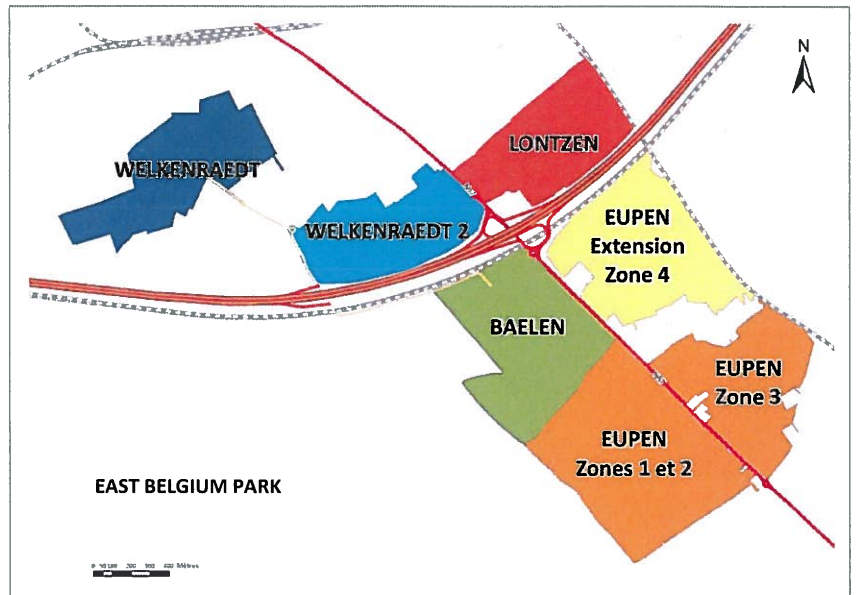 N
LONTZEN
WELKENRAEDT
EUPEN
Extension
Zone 4
WELKENRAEDT 2
BAELEN
EUPEN
Zone 3
EUPEN
Zones 1 et 2
EAST BELGIUM PARK
Mètres